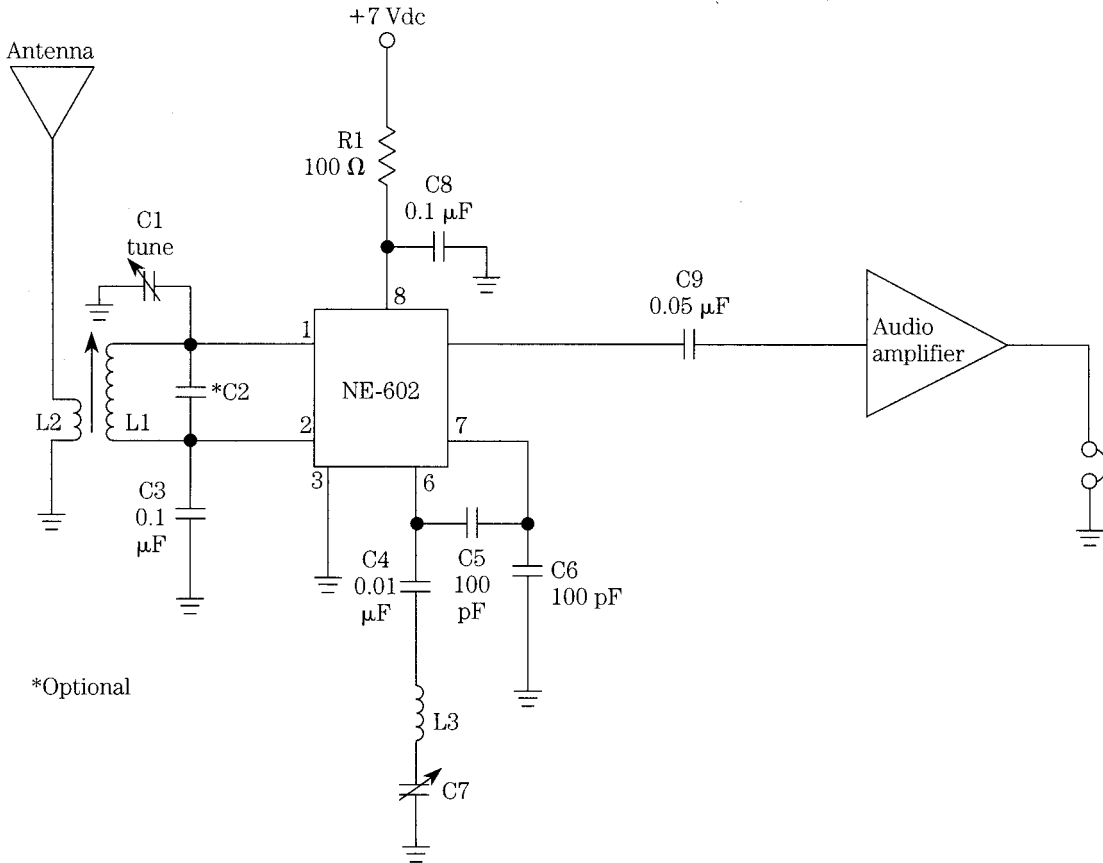 +7 Vdc
Antenna
R1
100 Ω
C8
0.1 μF
C1
tune
C9
0.05 μF
8
1
Audio
amplifier
NE-602
*C2
L2
L1
2
7
3
6
C3
0.1
μF
C4
0.01
μF
C5
100
pF
C6
100 pF
*Optional
L3
C7